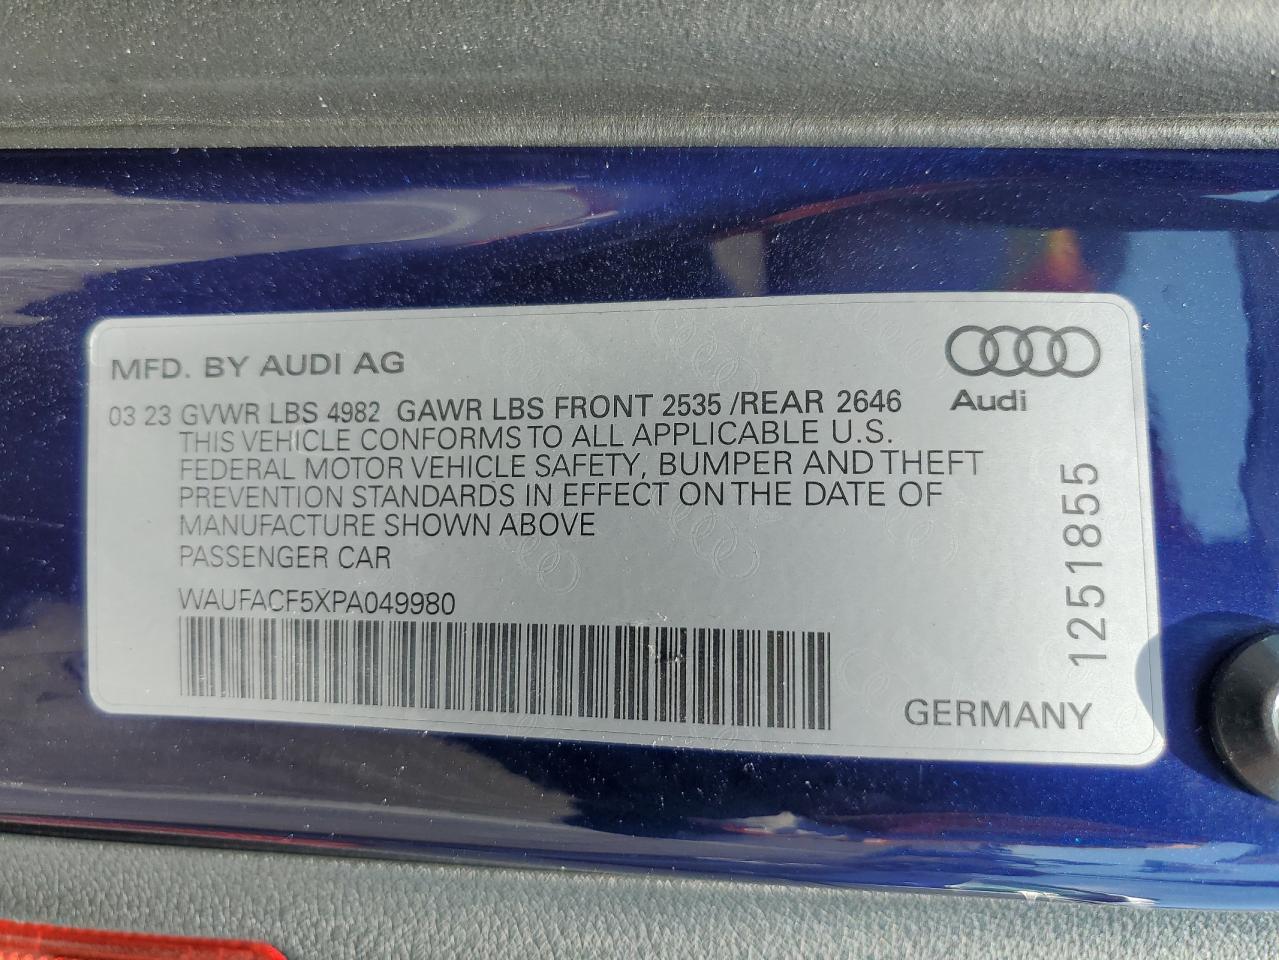 MFD. BY AUDI AG
Audi
03 23 GVWR LBS 4982 GAWR LBS FRONT 2535 /REAR 2646
THIS VEHICLE CONFORMS TO ALL APPLICABLE U.S.
FEDERAL MOTOR VEHICLE SAFETY, BUMPER AND THEFT
PREVENTION STANDARDS IN EFFECT ON THE DATE OF
MANUFACTURE SHOWN ABOVE
PASSENGER CAR
WAUFACF5XPA049980
1251855
GERMANY